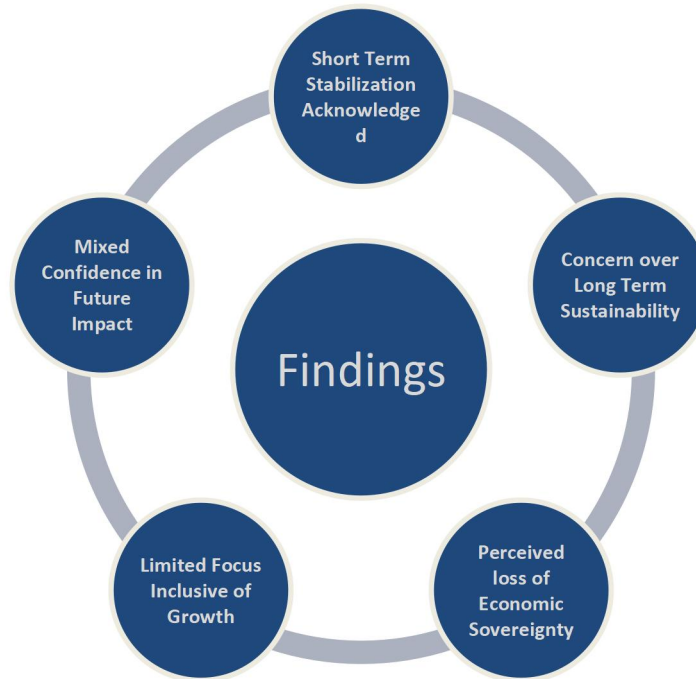 Short Term
Stabilization
Acknowledge
d
Mixed
Confidence in
Future
Impact
Concern over
Long Term
Sustainability
Findings
Limited Focus
Inclusive of
Growth
Perceived
loss of
Economic
Sovereignty